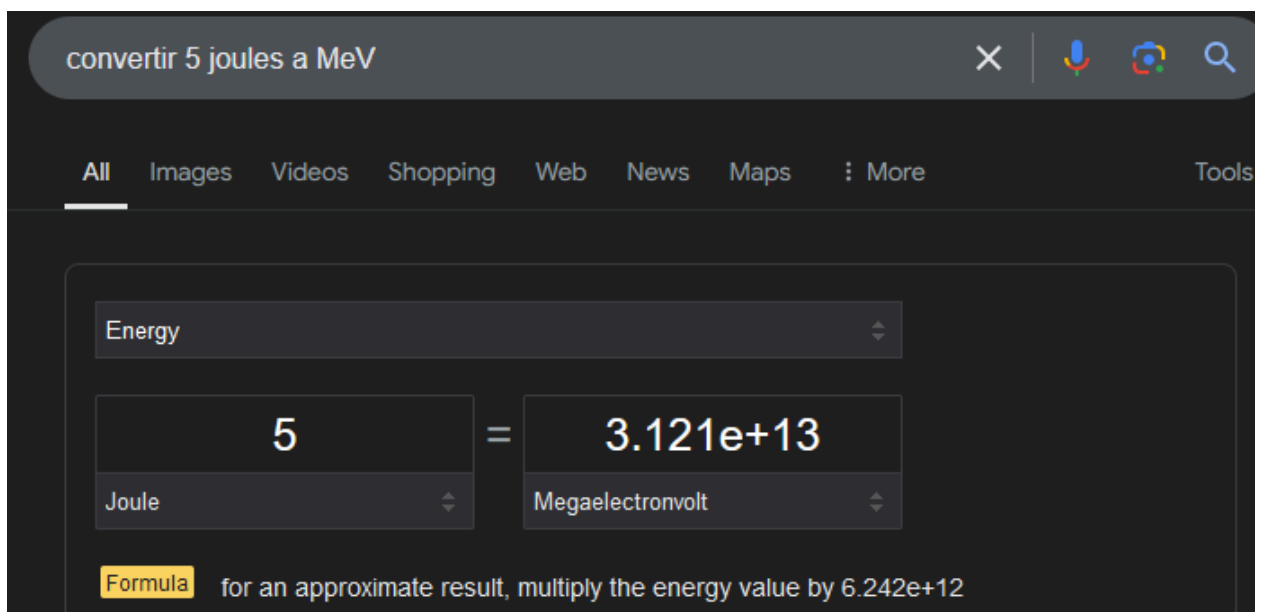 convertir 5 joules a MeV
All Images Videos Shopping Web News Maps More Tools
Energy
5 = 3.121e+13
Joule Megaelectronvolt
Formula for an approximate result, multiply the energy value by 6.242e+12